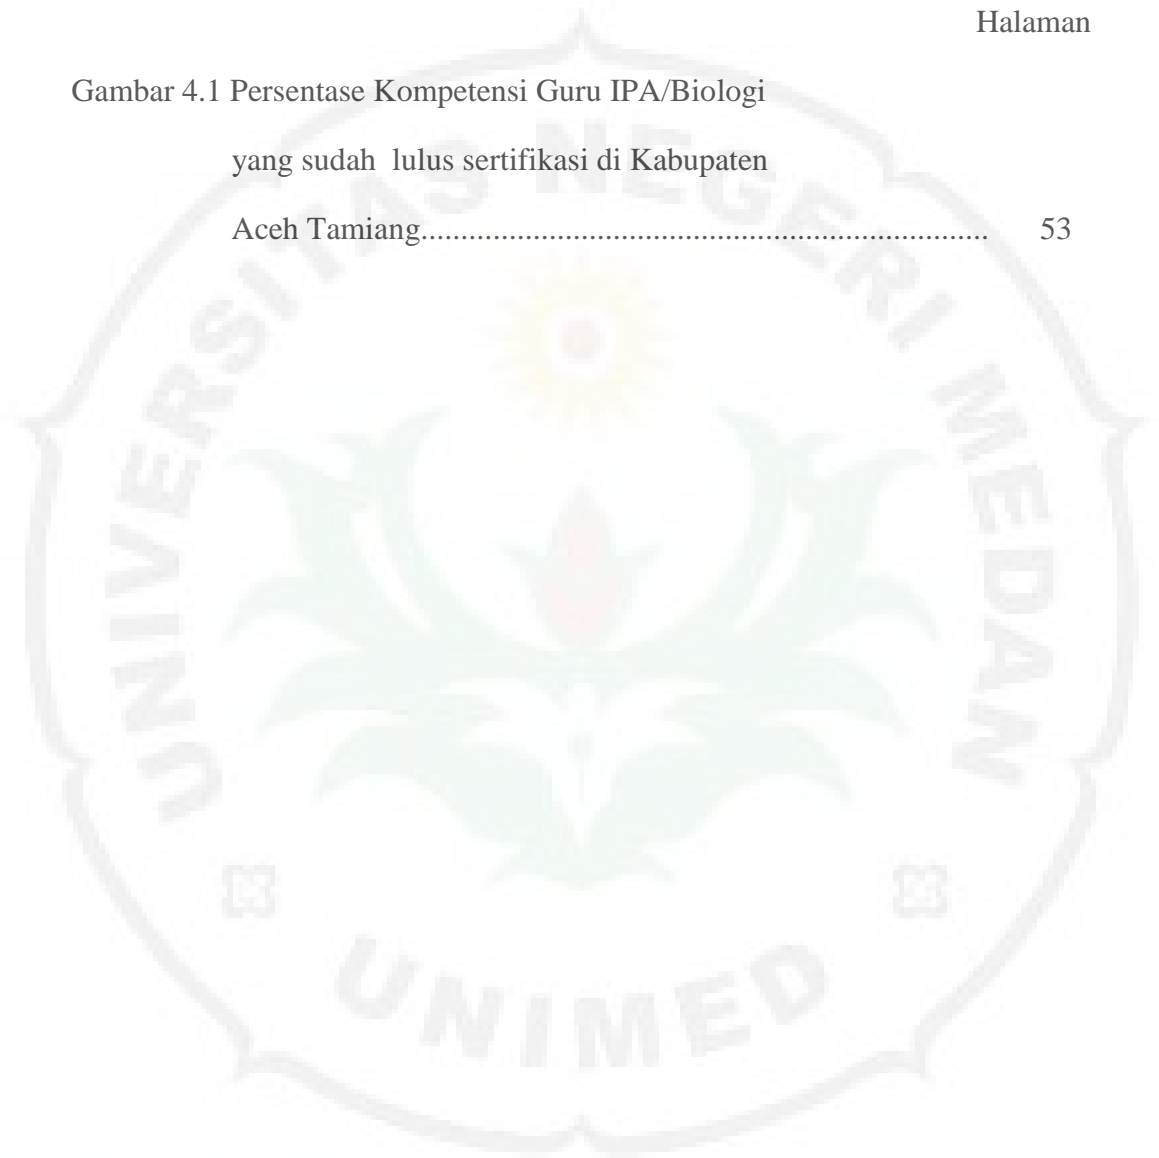 Halaman
Gambar 4.1 Persentase Kompetensi Guru IPA/Biologi
yang sudah lulus sertifikasi di Kabupaten
Aceh Tamiang....................................................................... 53
UNIVERSITAS NEGERI MEDAN
UNIMED